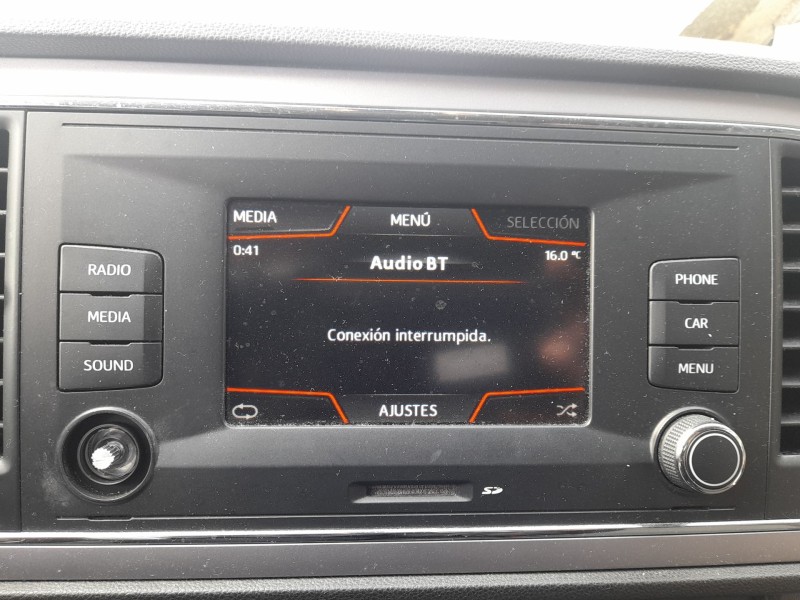 MEDIA MENÚ SELECCIÓN
0:41 Audio BT 16.0 °C
Conexión interrumpida.
AJUSTES
RADIO
MEDIA
SOUND
PHONE
CAR
MENU
SD